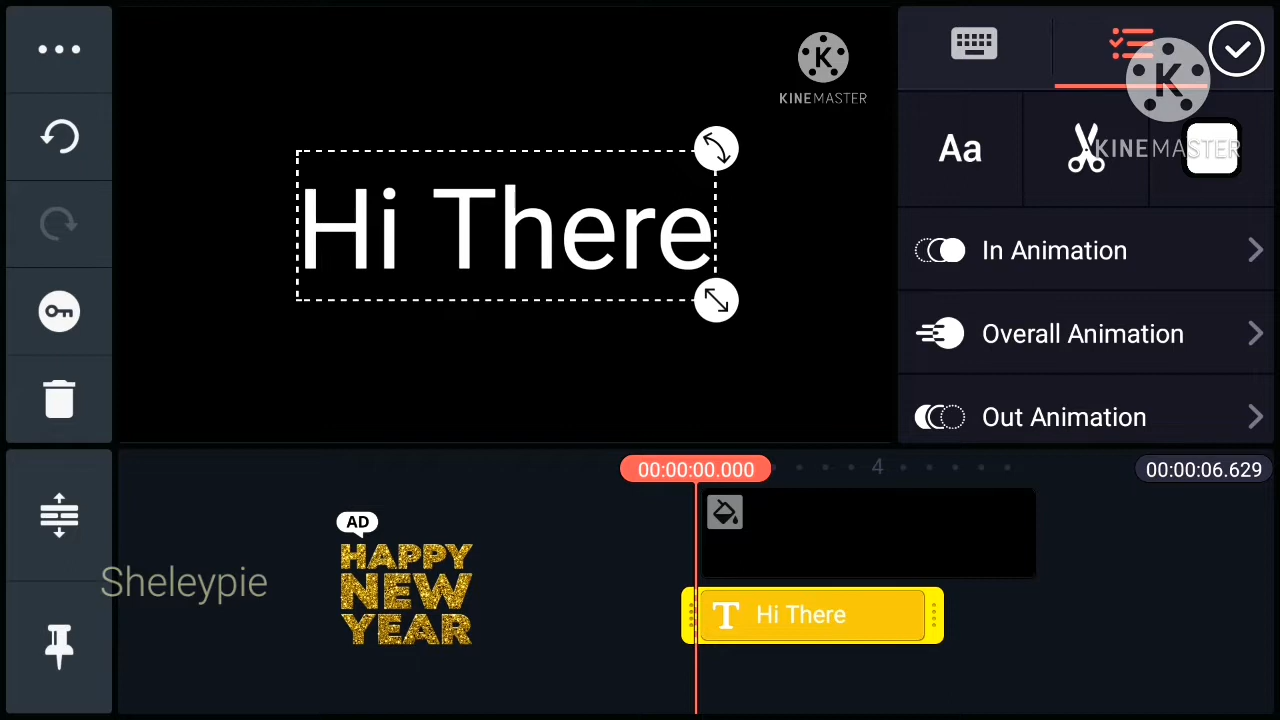 K
KINEMASTER
Hi There
K
Aa
KINEMASTER
In Animation
Overall Animation
Out Animation
00:00:00.000
4
00:00:06.629
AD
HAPPY
NEW
YEAR
Sheleypie
T Hi There